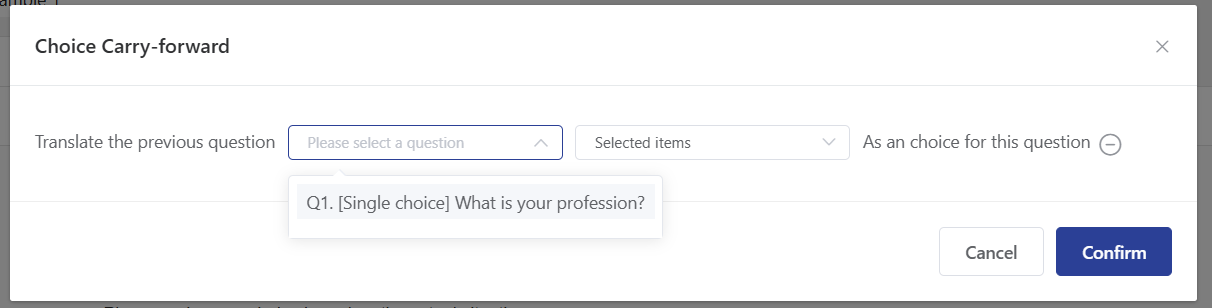 Choice Carry-forward
Translate the previous question Please select a question Selected items As an choice for this question
Q1. [Single choice] What is your profession?
Cancel Confirm